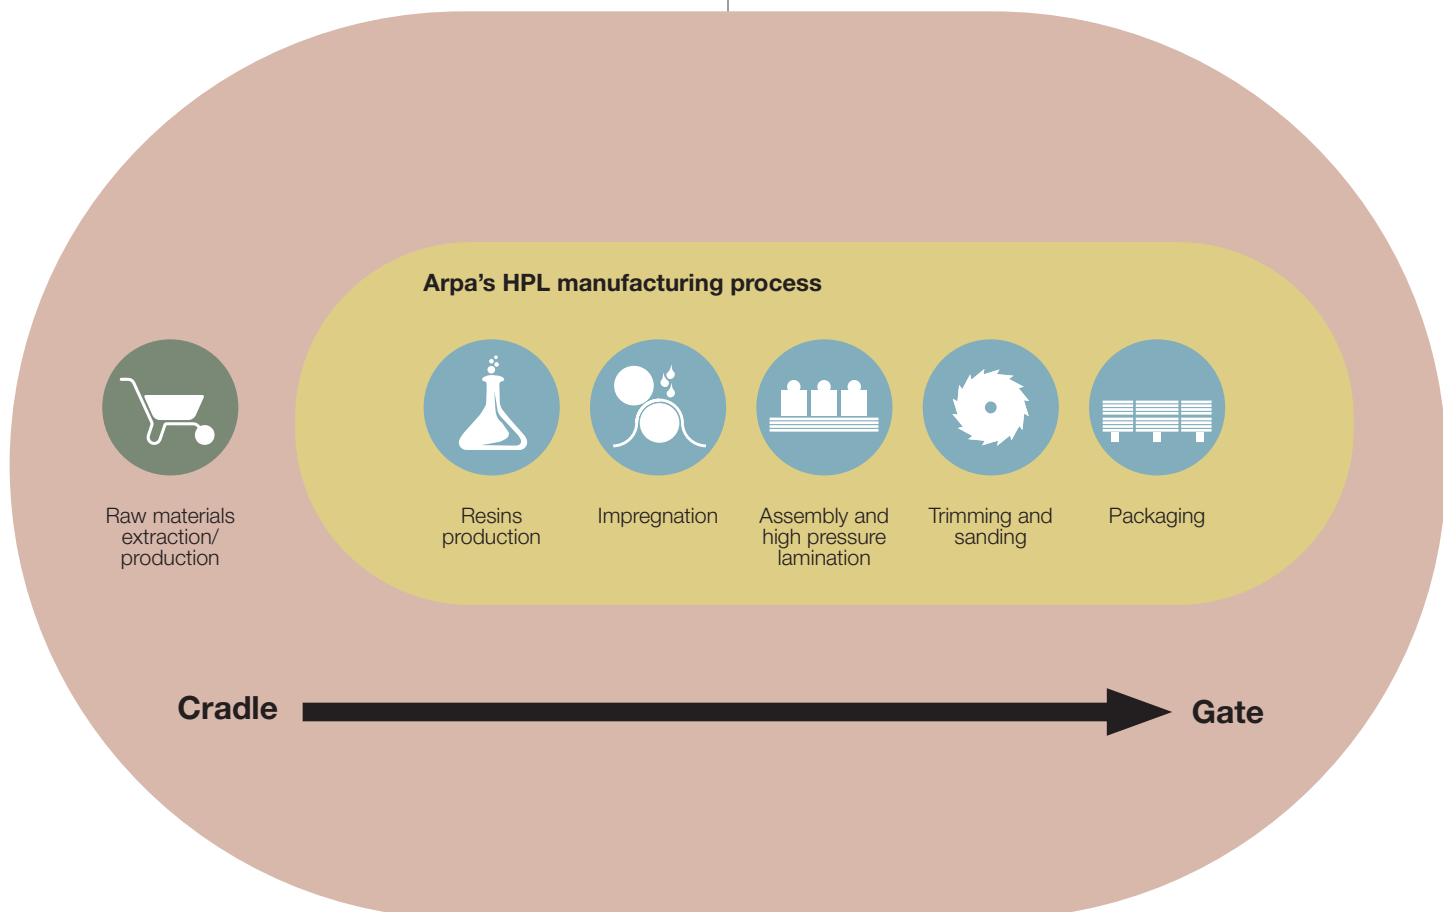 Arpa's HPL manufacturing process
Raw materials
extraction/
production
Resins
production
Impregnation
Assembly and
high pressure
lamination
Trimming and
sanding
Packaging
Cradle
Gate